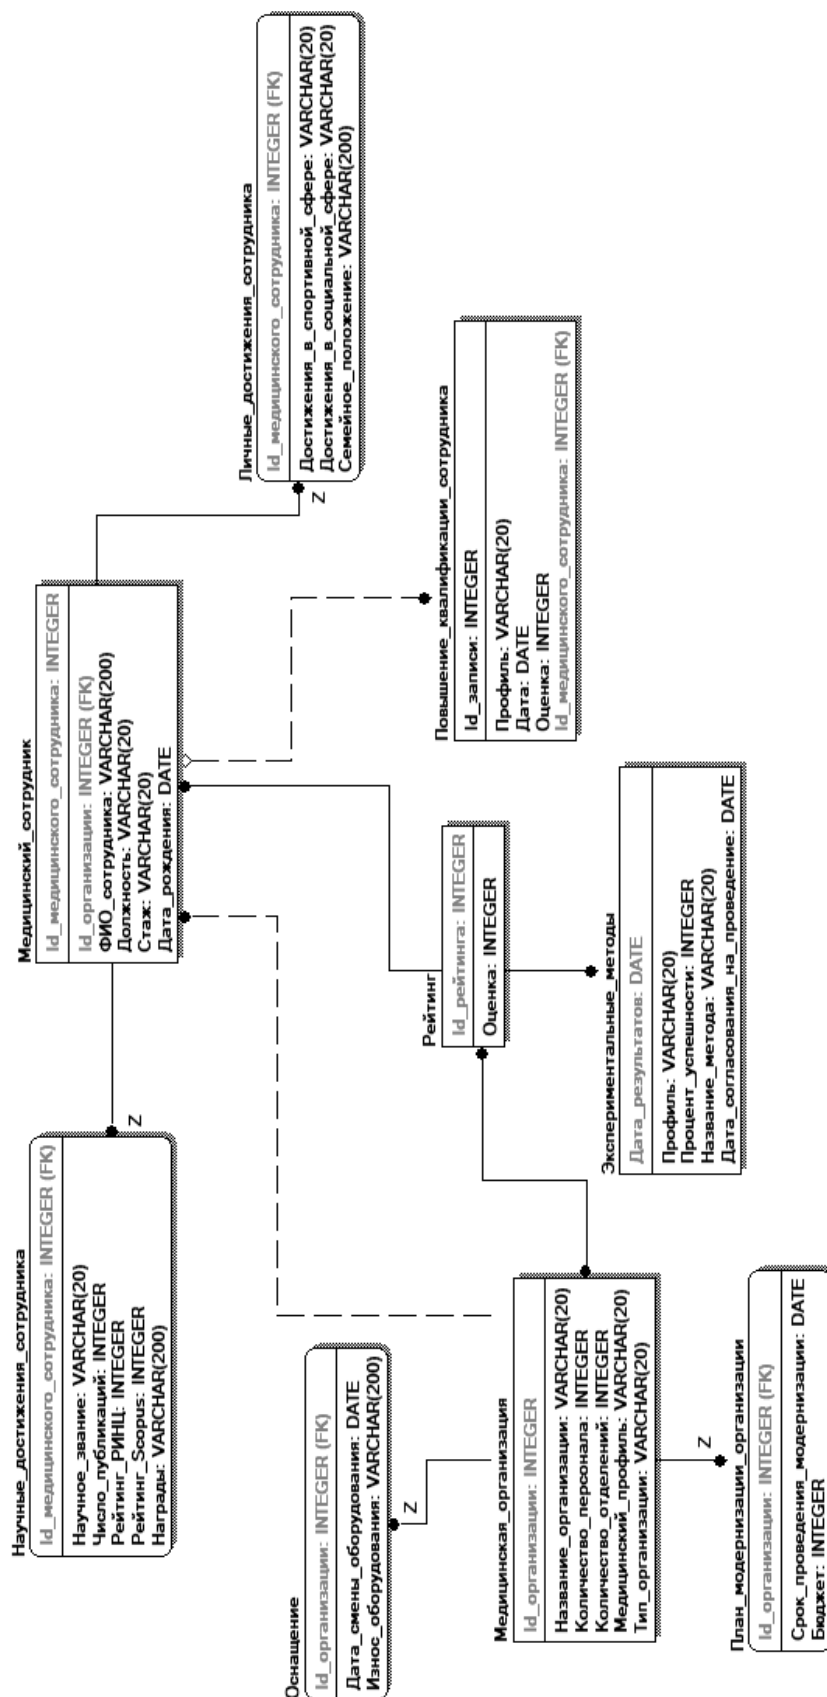 Научные_достижения_сотрудника
Id_медицинского_сотрудника: INTEGER (FK)
Научное_звание: VARCHAR(20)
Число_публикаций: INTEGER
Рейтинг_РИНЦ: INTEGER
Рейтинг_Scopus: INTEGER
Награды: VARCHAR(200)
Z
Медицинский_сотрудник
Id_медицинского_сотрудника: INTEGER
Id_организации: INTEGER (FK)
ФИО_сотрудника: VARCHAR(200)
Должность: VARCHAR(20)
Стаж: VARCHAR(20)
Дата_рождения: DATE
Личные_достижения_сотрудника
Id_медицинского_сотрудника: INTEGER (FK)
Достижения_в_спортивной_сфере: VARCHAR(20)
Достижения_в_социальной_сфере: VARCHAR(20)
Семейное_положение: VARCHAR(200)
Z
Оснащение
Id_организации: INTEGER (FK)
Дата_смены_оборудования: DATE
Износ_оборудования: VARCHAR(200)
Z
Рейтинг
Id_рейтинга: INTEGER
Оценка: INTEGER
Повышение_квалификации_сотрудника
Id_записи: INTEGER
Профиль: VARCHAR(20)
Дата: DATE
Оценка: INTEGER
Id_медицинского_сотрудника: INTEGER (FK)
Медицинская_организация
Id_организации: INTEGER
Название_организации: VARCHAR(20)
Количество_персонала: INTEGER
Количество_отделений: INTEGER
Медицинский_профиль: VARCHAR(20)
Тип_организации: VARCHAR(20)
Экспериментальные_методы
Дата_результатов: DATE
Профиль: VARCHAR(20)
Процент_успешности: INTEGER
Название_метода: VARCHAR(20)
Дата_согласования_на_проведение: DATE
Z
План_модернизации_организации
Id_организации: INTEGER (FK)
Срок_проведения_модернизации: DATE
Бюджет: INTEGER